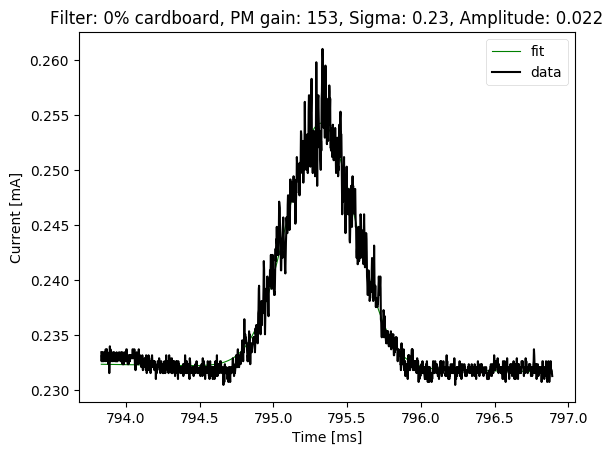 Filter: 0% cardboard, PM gain: 153, Sigma: 0.23, Amplitude: 0.022
fit
data
0.260
0.255
0.250
0.245
0.240
0.235
0.230
Current [mA]
794.0 794.5 795.0 795.5 796.0 796.5 797.0
Time [ms]